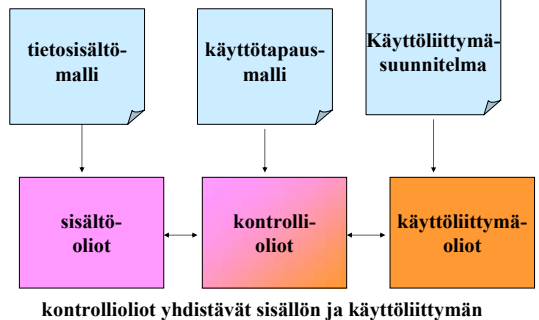 tietosisältö-
malli
käyttötapaus-
malli
Käyttöliittymä-
suunnitelma
sisältö-
oliot
kontrolli-
oliot
käyttöliittymä-
oliot
kontrollioliot yhdistävät sisällön ja käyttöliittymän